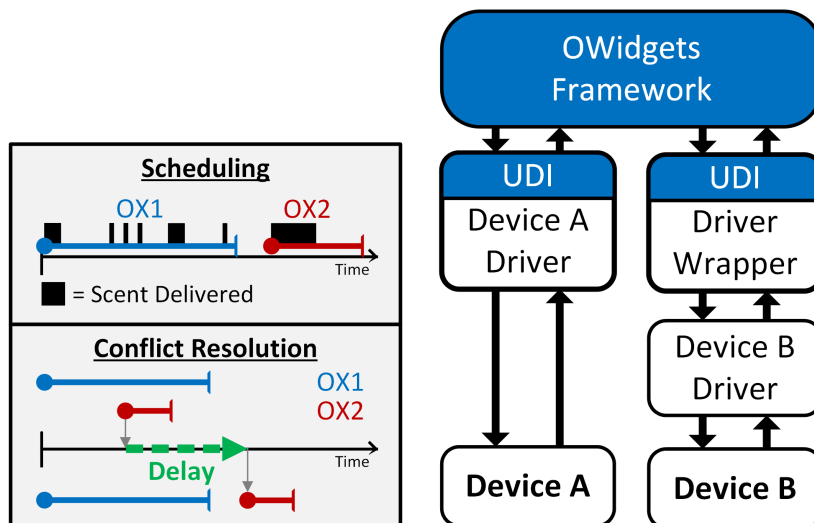 Scheduling
OX1
OX2
Time
= Scent Delivered
Conflict Resolution
OX1
OX2
Delay
Time
OWidgets
Framework
UDI
Device A
Driver
Device A
UDI
Driver
Wrapper
Device B
Driver
Device B